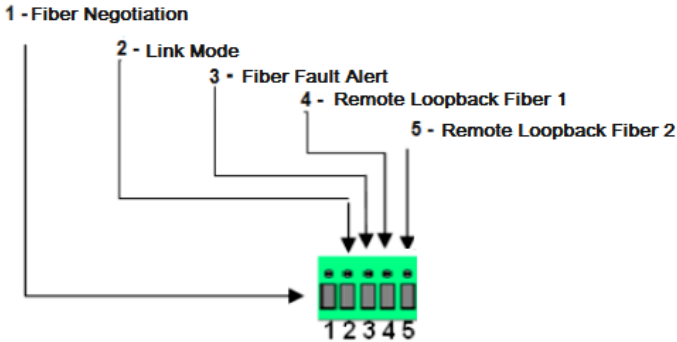 1 - Fiber Negotiation
2 - Link Mode
3 - Fiber Fault Alert
4 - Remote Loopback Fiber 1
5 - Remote Loopback Fiber 2
1 2 3 4 5